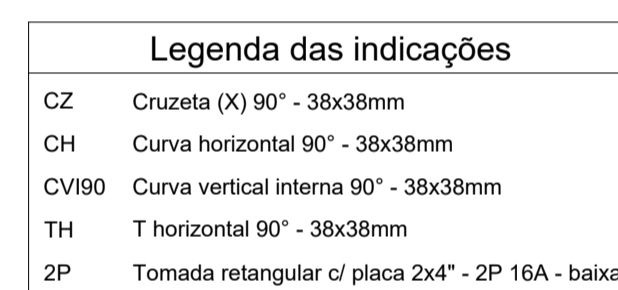 Legenda das indicações
CZ Cruzeta (X) 90° - 38x38mm
CH Curva horizontal 90° - 38x38mm
CVI90 Curva vertical interna 90° - 38x38mm
TH T horizontal 90° - 38x38mm
2P Tomada retangular c/ placa 2x4" - 2P 16A - baixa